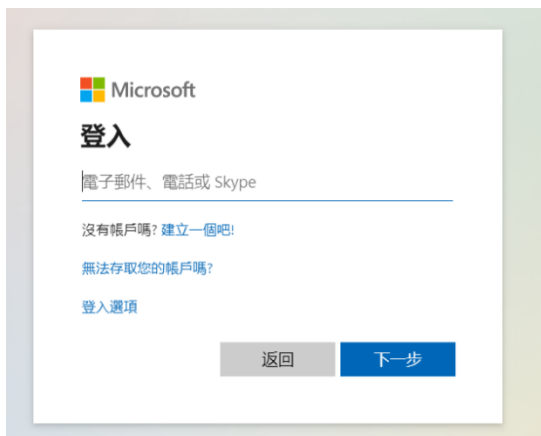 Microsoft
登入
電子郵件、電話或 Skype
沒有帳戶嗎? 建立一個吧!
無法存取您的帳戶嗎?
登入選項
返回
下一步